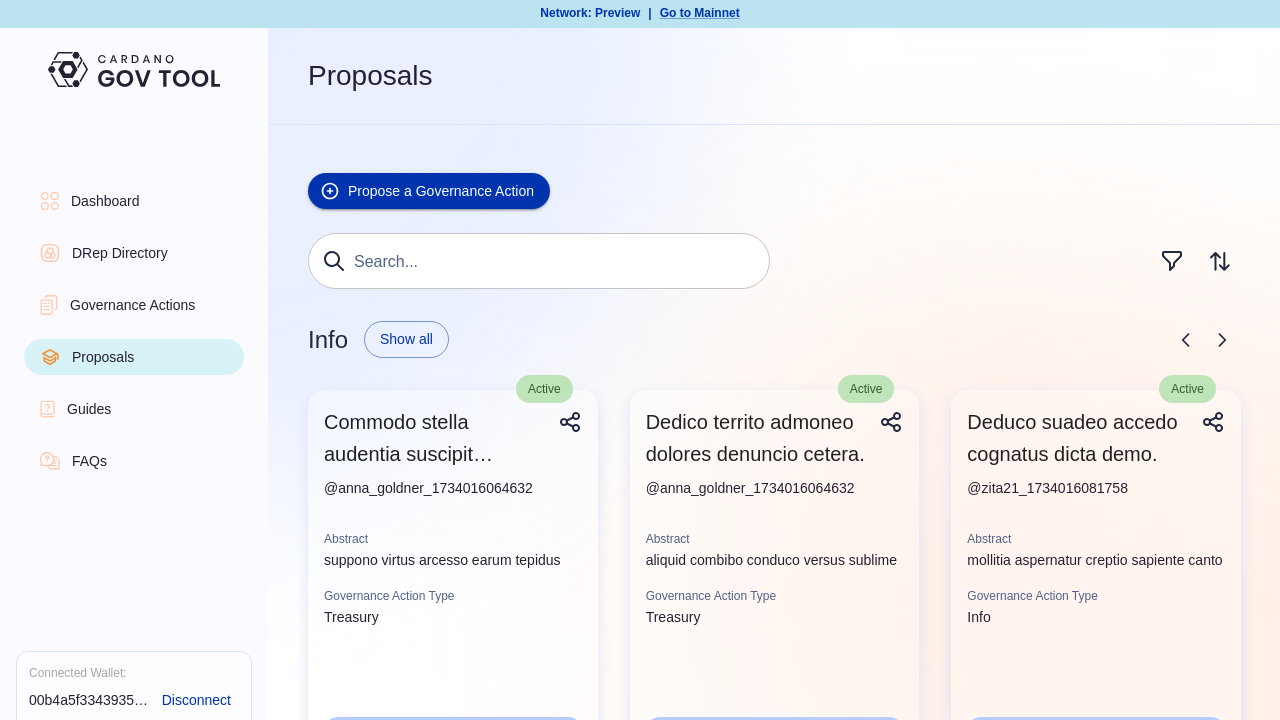 Network: Preview | Go to Mainnet
CARDANO
GOV TOOL
Proposals
Dashboard
DRep Directory
Governance Actions
Proposals
Guides
FAQs
Connected Wallet:
00b4a5f3343935… Disconnect
Propose a Governance Action
Search...
Info
Show all
Active
Commodo stella
audentia suscipit…
@anna_goldner_1734016064632
Abstract
suppono virtus arcesso earum tepidus
Governance Action Type
Treasury
Active
Dedico territo admoneo
dolores denuncio cetera.
@anna_goldner_1734016064632
Abstract
aliquid combibo conduco versus sublime
Governance Action Type
Treasury
Active
Deduco suadeo accedo
cognatus dicta demo.
@zita21_1734016081758
Abstract
mollitia aspernatur creptio sapiente canto
Governance Action Type
Info